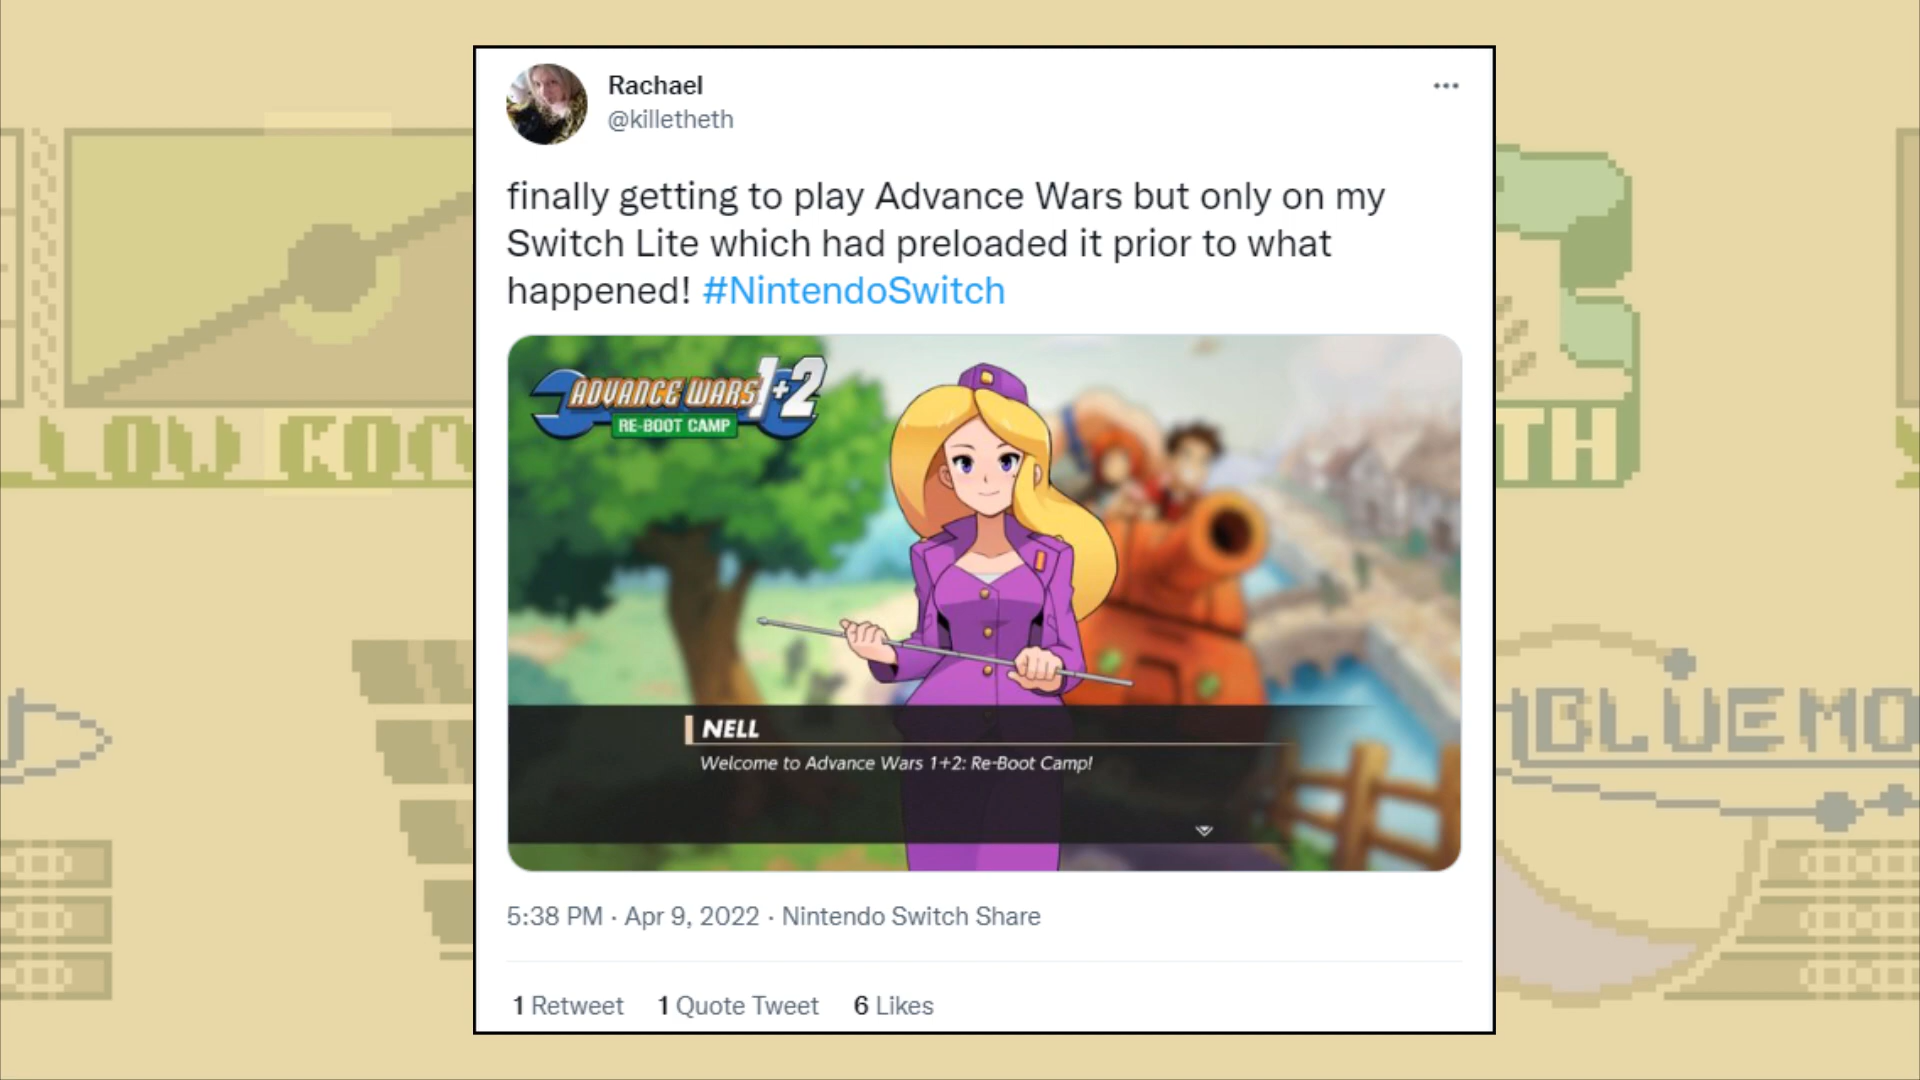 Rachael
@killetheth
finally getting to play Advance Wars but only on my
Switch Lite which had preloaded it prior to what
happened! #NintendoSwitch
ADVANCE WARS 1+2
RE-BOOT CAMP
NELL
Welcome to Advance Wars 1+2: Re-Boot Camp!
5:38 PM · Apr 9, 2022 · Nintendo Switch Share
1 Retweet 1 Quote Tweet 6 Likes
LOW
TH